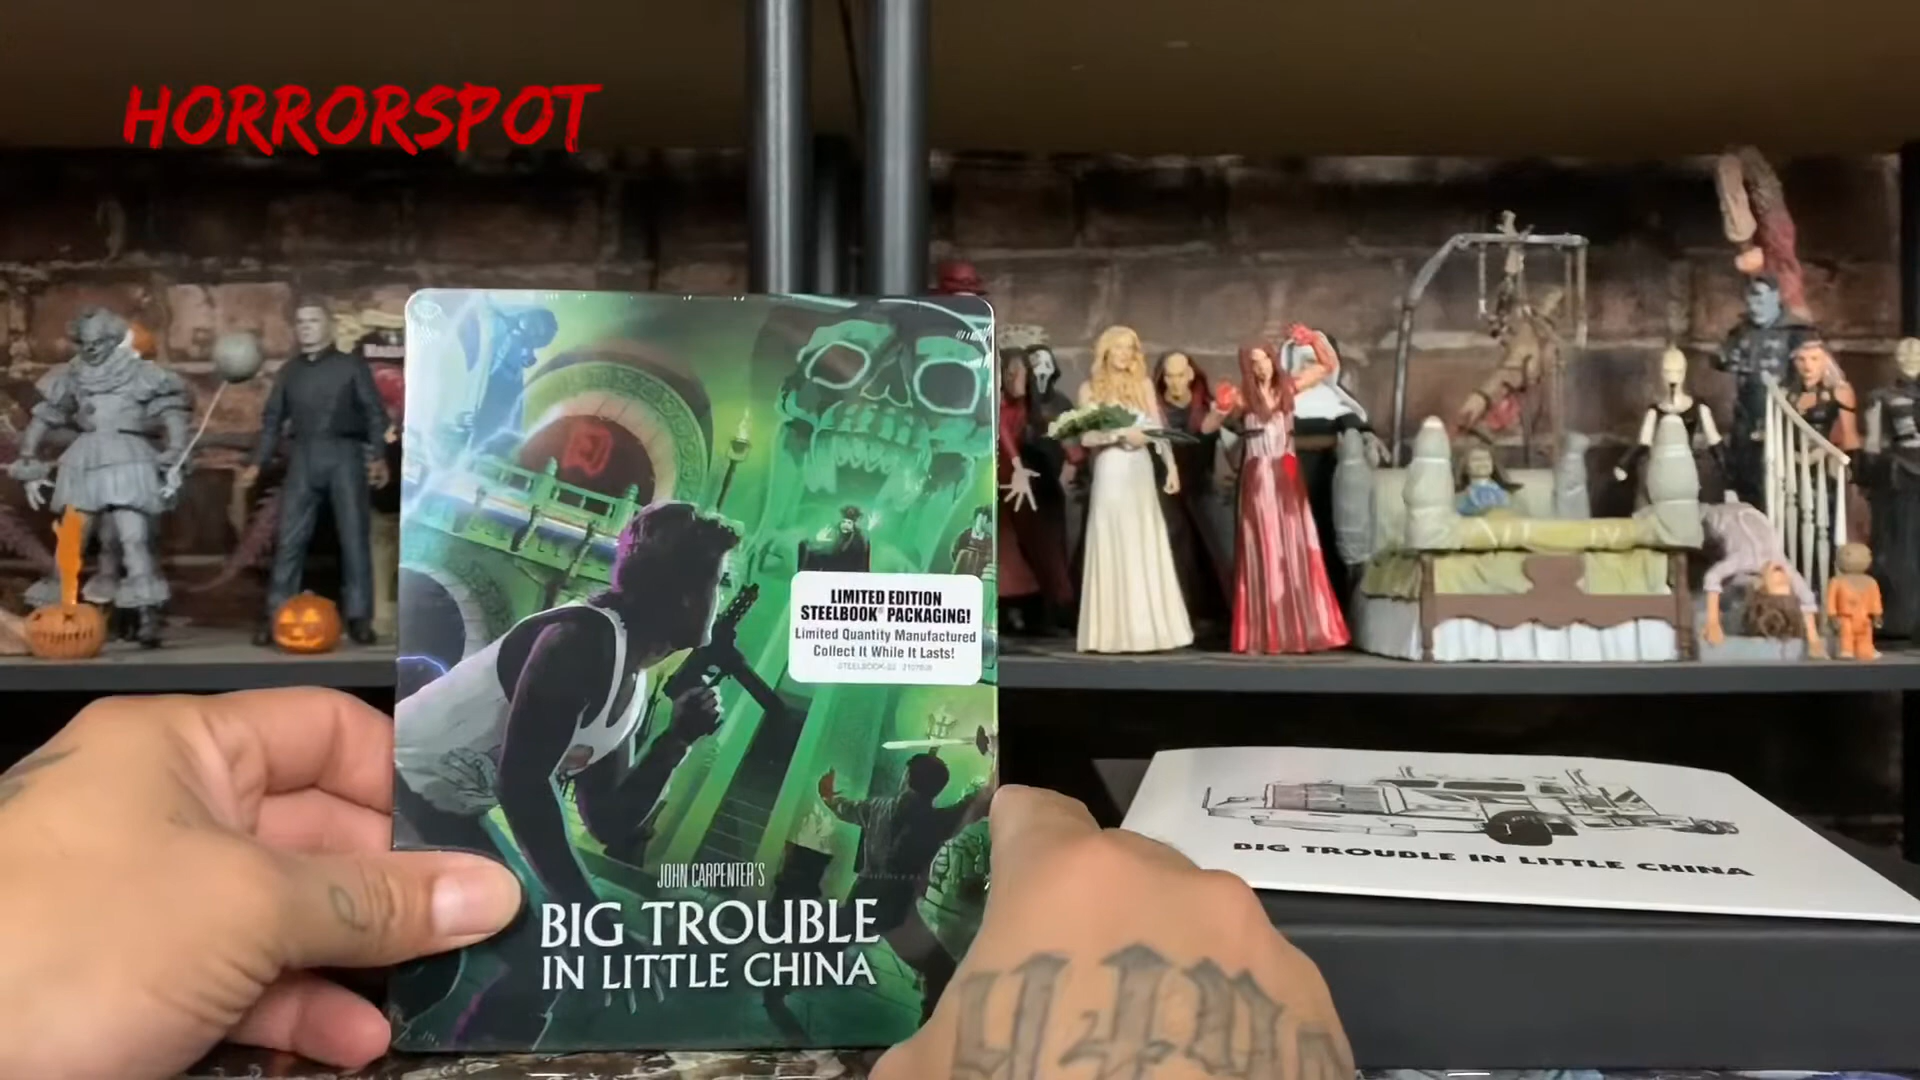 HORRORSPOT
LIMITED EDITION
STEELBOOK® PACKAGING!
Limited Quantity Manufactured
Collect It While It Lasts!
JOHN CARPENTER'S
BIG TROUBLE
IN LITTLE CHINA
BIG TROUBLE IN LITTLE CHINA